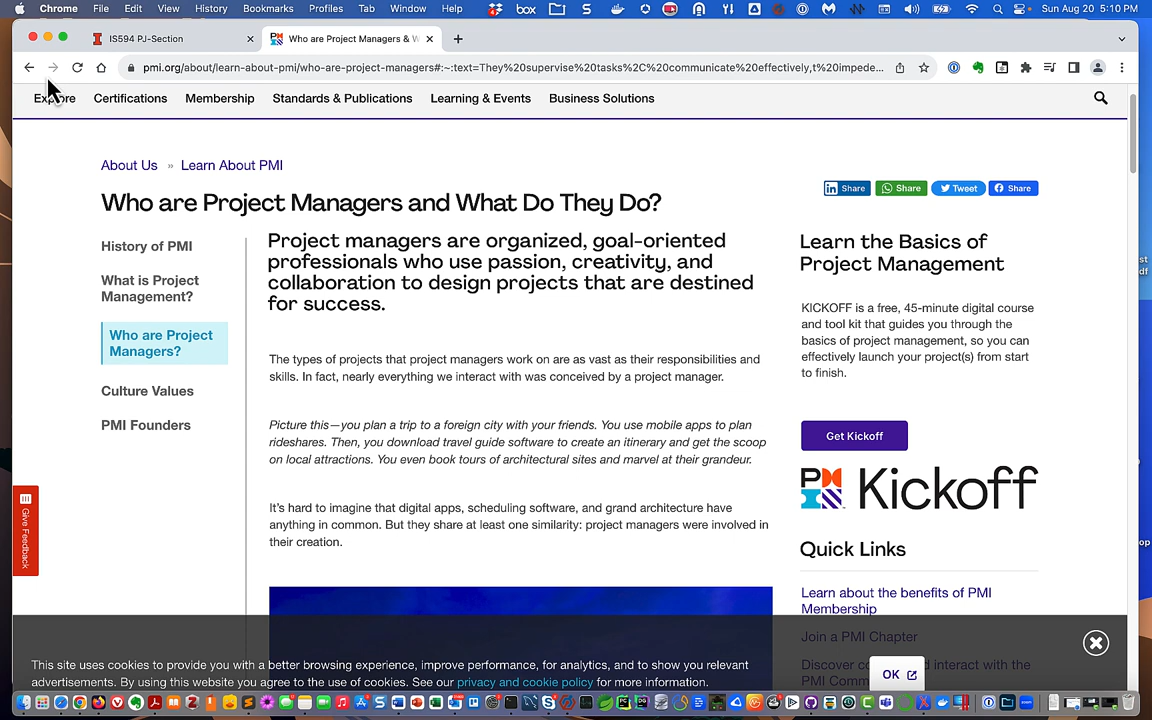 Chrome File Edit View History Bookmarks Profiles Tab Window Help box Sun Aug 20 5:10 PM
IS594 PJ-Section
Who are Project Managers & W
pmi.org/about/learn-about-pmi/who-are-project-managers#:~:text=They%20supervise%20tasks%2C%20communicate%20effectively,t%20impede...
Explore Certifications Membership Standards & Publications Learning & Events Business Solutions
About Us » Learn About PMI
Who are Project Managers and What Do They Do?
Share Share Tweet Share
History of PMI
What is Project
Management?
Who are Project
Managers?
Culture Values
PMI Founders
Project managers are organized, goal-oriented
professionals who use passion, creativity, and
collaboration to design projects that are destined
for success.
The types of projects that project managers work on are as vast as their responsibilities and
skills. In fact, nearly everything we interact with was conceived by a project manager.
Picture this—you plan a trip to a foreign city with your friends. You use mobile apps to plan
rideshares. Then, you download travel guide software to create an itinerary and get the scoop
on local attractions. You even book tours of architectural sites and marvel at their grandeur.
It's hard to imagine that digital apps, scheduling software, and grand architecture have
anything in common. But they share at least one similarity: project managers were involved in
their creation.
Learn the Basics of
Project Management
KICKOFF is a free, 45-minute digital course
and tool kit that guides you through the
basics of project management, so you can
effectively launch your project(s) from start
to finish.
Get Kickoff
Kickoff
Quick Links
Learn about the benefits of PMI
Membership
Join a PMI Chapter
interact with the
Give Feedback
This site uses cookies to provide you with a better browsing experience, improve performance, for analytics, and to show you relevant
advertisements. By using this website you agree to the use of cookies. See our privacy and cookie policy for more information.
OK